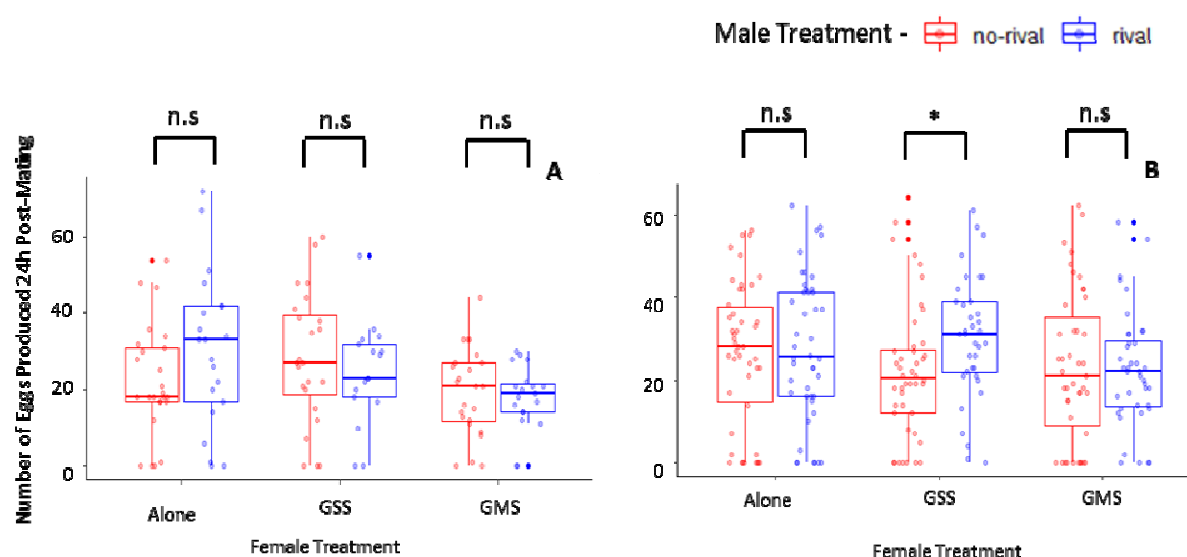 Male Treatment - no-rival rival
n.s n.s n.s
A
n.s * n.s
B
Number of Eggs Produced 24h Post-Mating
60
40
20
0
Alone GSS GMS
Female Treatment
60
40
20
0
Alone GSS GMS
Female Treatment